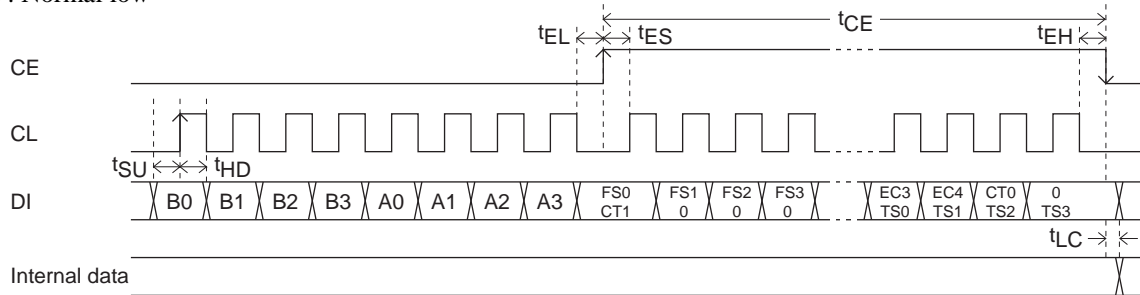 : Normal low
tCE
tEL tES tEH
CE
CL
tSU tHD
DI B0 B1 B2 B3 A0 A1 A2 A3 FS0 FS1 FS2 FS3 EC3 EC4 CT0 0
CT1 0 0 0 TS0 TS1 TS2 TS3
tLC
Internal data